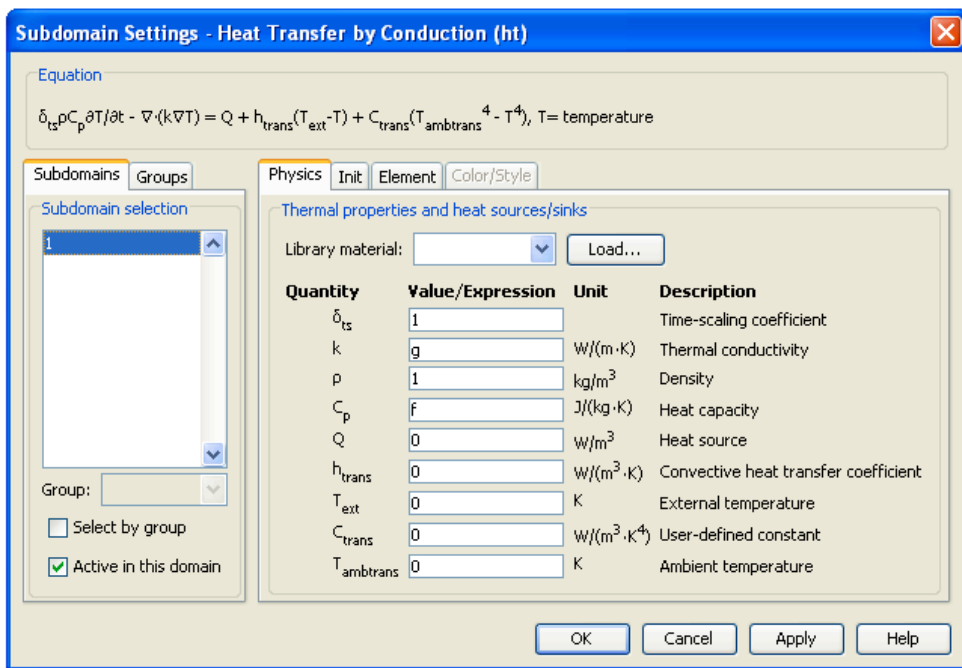 Subdomain Settings - Heat Transfer by Conduction (ht)
Equation
δtsρCp∂T/∂t - ∇·(k∇T) = Q + htrans(Text-T) + Ctrans(Tambtrans⁴ - T⁴), T= temperature
Subdomains Groups
Subdomain selection
1
Group:
Select by group
Active in this domain
Physics Init Element Color/Style
Thermal properties and heat sources/sinks
Library material: Load...
Quantity Value/Expression Unit Description
δts 1 Time-scaling coefficient
k g W/(m·K) Thermal conductivity
ρ 1 kg/m³ Density
Cp f J/(kg·K) Heat capacity
Q 0 W/m³ Heat source
htrans 0 W/(m³·K) Convective heat transfer coefficient
Text 0 K External temperature
Ctrans 0 W/(m³·K⁴) User-defined constant
Tambtrans 0 K Ambient temperature
OK Cancel Apply Help